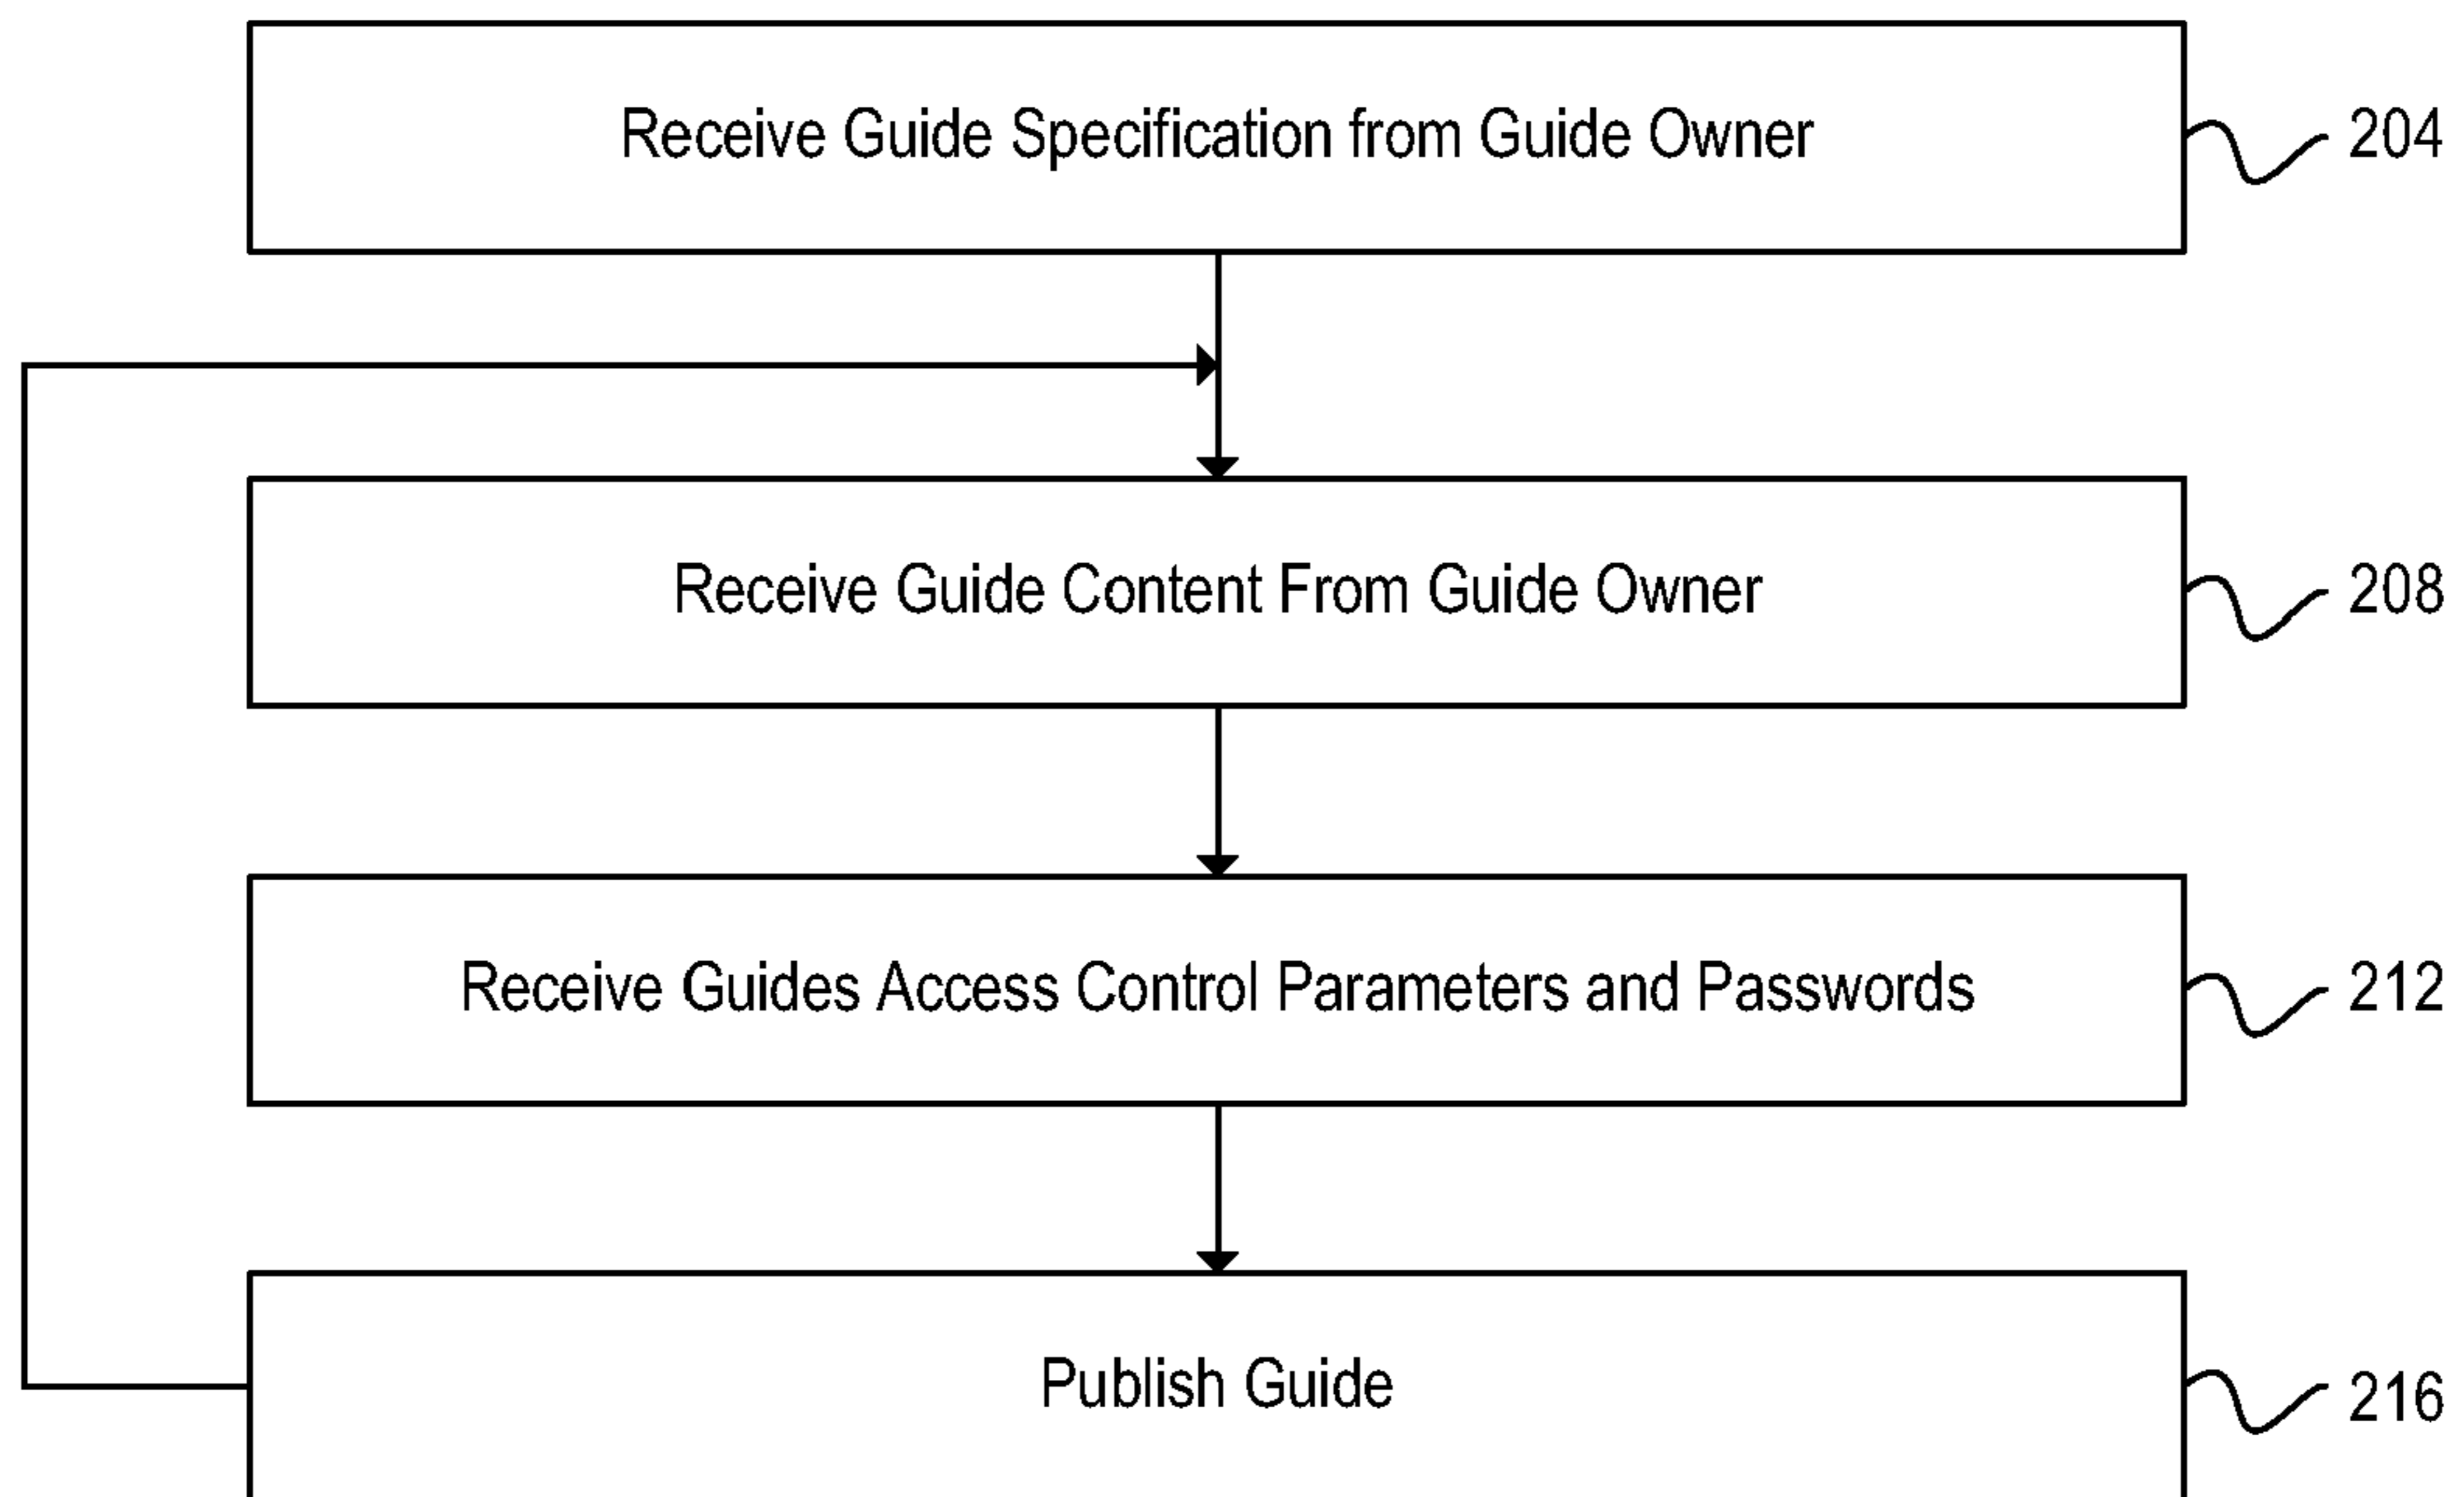 Receive Guide Specification from Guide Owner
204
Receive Guide Content From Guide Owner
208
Receive Guides Access Control Parameters and Passwords
212
Publish Guide
216